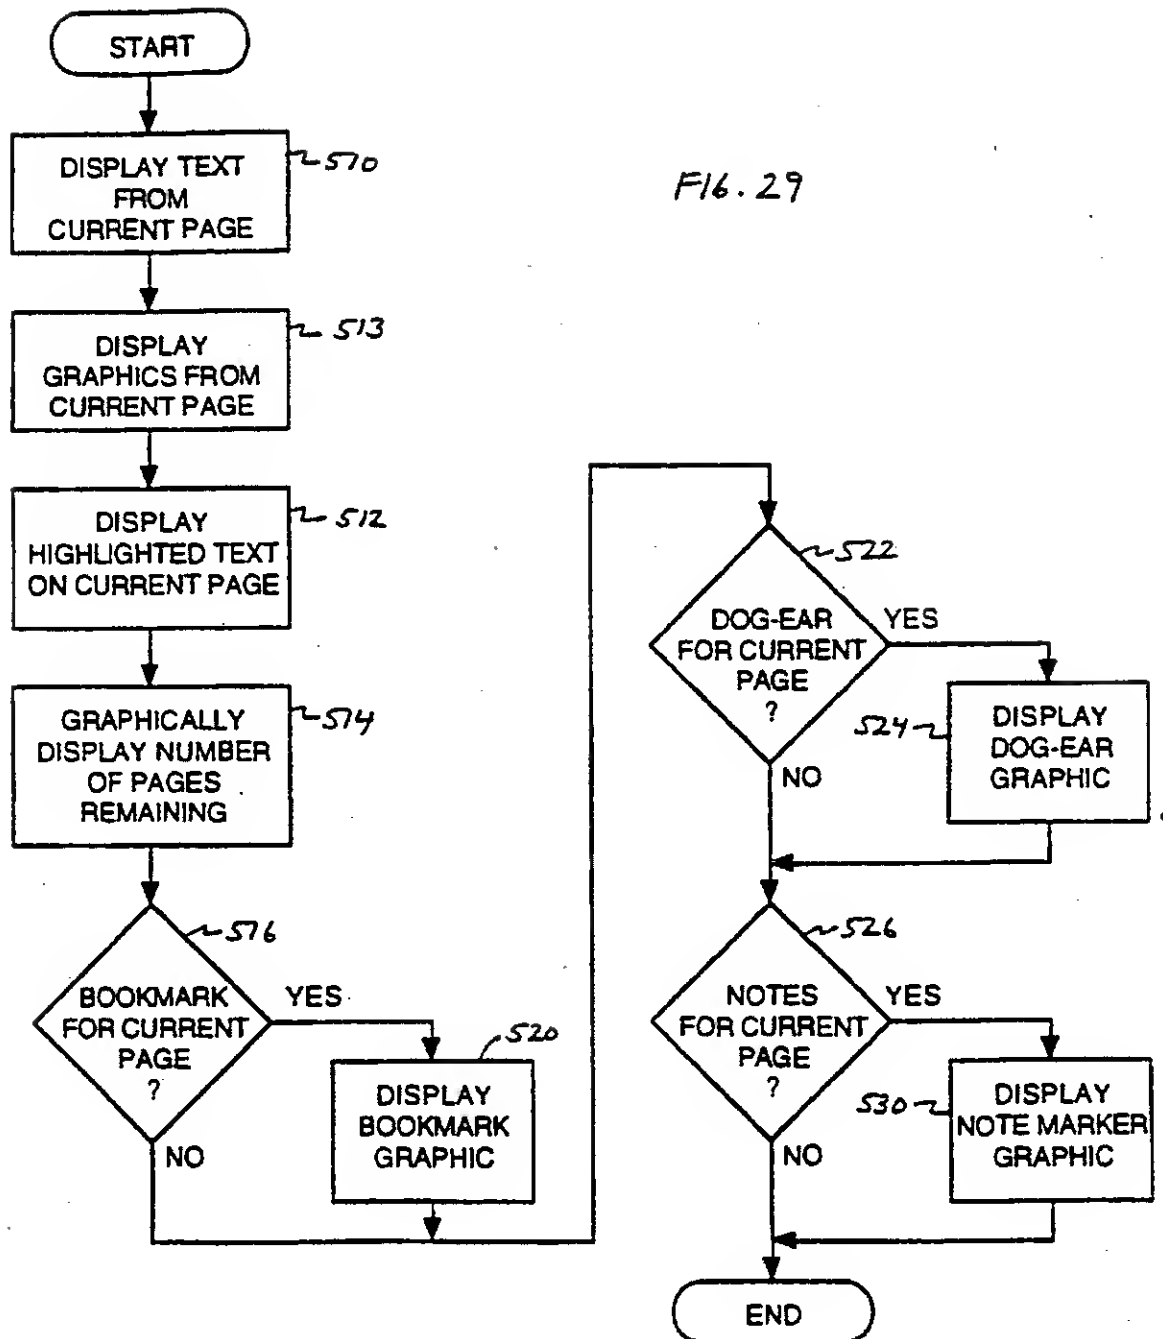 START
DISPLAY TEXT
FROM
CURRENT PAGE
570
FIG. 29
DISPLAY
GRAPHICS FROM
CURRENT PAGE
513
DISPLAY
HIGHLIGHTED TEXT
ON CURRENT PAGE
512
GRAPHICALLY
DISPLAY NUMBER
OF PAGES
REMAINING
574
BOOKMARK
FOR CURRENT
PAGE
?
576
YES
NO
520
DISPLAY
BOOKMARK
GRAPHIC
522
DOG-EAR
FOR CURRENT
PAGE
?
YES
NO
524
DISPLAY
DOG-EAR
GRAPHIC
526
NOTES
FOR CURRENT
PAGE
?
YES
NO
530
DISPLAY
NOTE MARKER
GRAPHIC
END